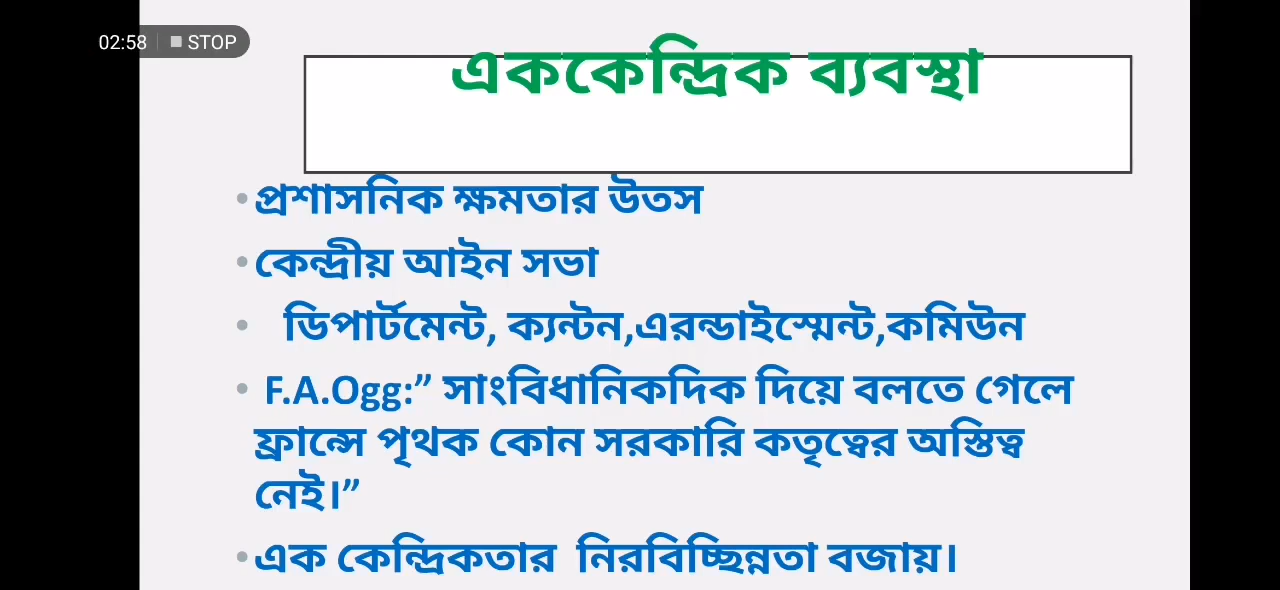 02:58 STOP
এককেন্দ্রিক ব্যবস্থা
•প্রশাসনিক ক্ষমতার উতস
•কেন্দ্রীয় আইন সভা
• ডিপার্টমেন্ট, ক্যন্টন,এরন্ডাইস্মেন্ট,কমিউন
• F.A.Ogg:” সাংবিধানিকদিক দিয়ে বলতে গেলে
ফ্রান্সে পৃথক কোন সরকারি কতৃত্বের অস্তিত্ব
নেই।”
•এক কেন্দ্রিকতার নিরবিচ্ছিন্নতা বজায়।